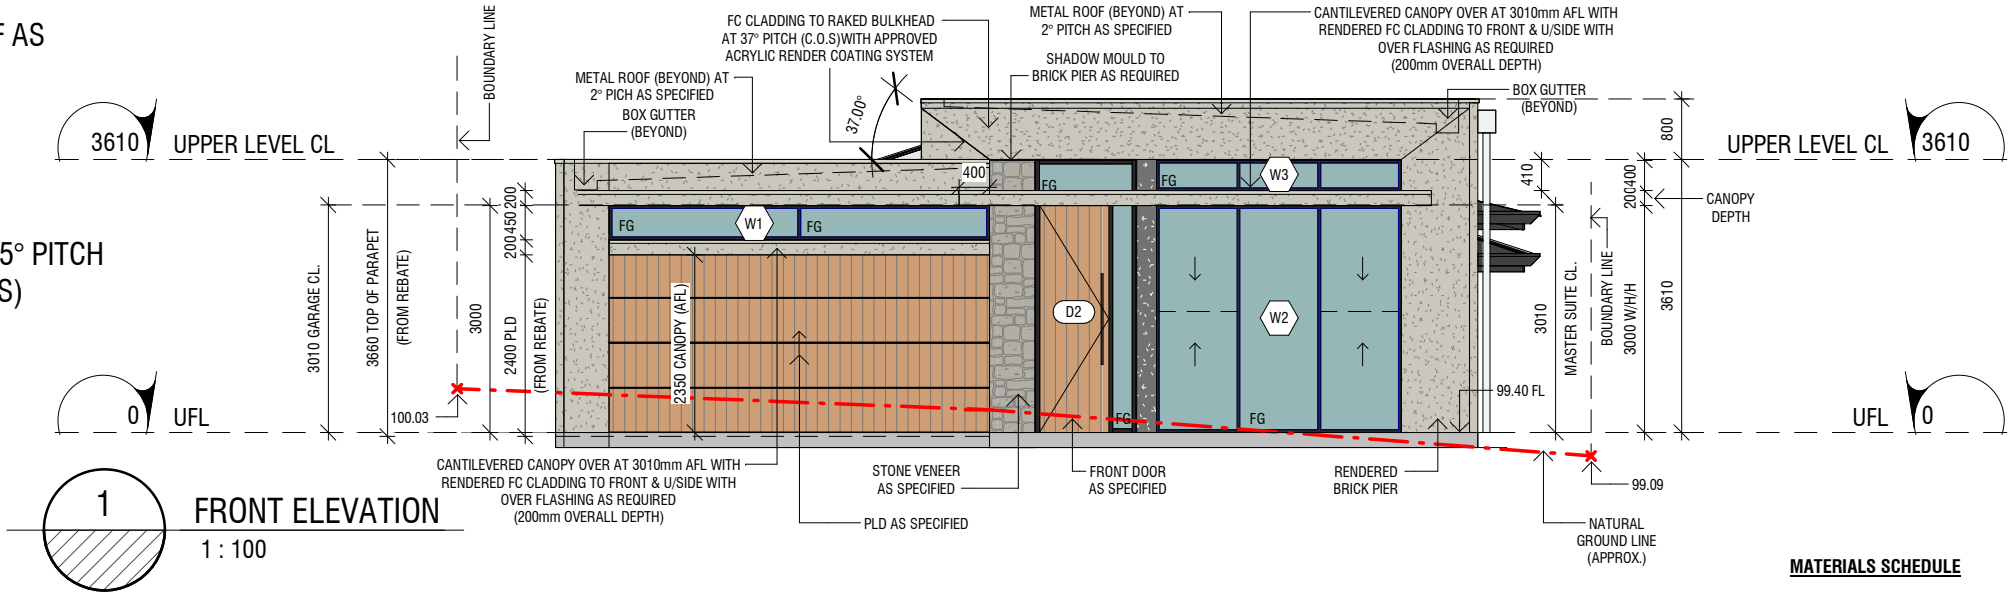 F AS
5° PITCH
S)
3610
UPPER LEVEL CL
0
UFL
BOUNDARY LINE
METAL ROOF (BEYOND) AT
2° PICH AS SPECIFIED
BOX GUTTER
(BEYOND)
FC CLADDING TO RAKED BULKHEAD
AT 37° PITCH (C.O.S)WITH APPROVED
ACRYLIC RENDER COATING SYSTEM
37.00°
METAL ROOF (BEYOND) AT
2° PITCH AS SPECIFIED
SHADOW MOULD TO
BRICK PIER AS REQUIRED
CANTILEVERED CANOPY OVER AT 3010mm AFL WITH
RENDERED FC CLADDING TO FRONT & U/SIDE WITH
OVER FLASHING AS REQUIRED
(200mm OVERALL DEPTH)
BOX GUTTER
(BEYOND)
UPPER LEVEL CL
3610
UFL
0
3010 GARAGE CL.
3660 TOP OF PARAPET
(FROM REBATE)
3000
200
450
200
2400 PLD
(FROM REBATE)
2350 CANOPY (AFL)
400
FG
W1
FG
FG
W3
D2
FG
W2
FG
100.03
99.40 FL
99.09
800
410
400
200
CANOPY
DEPTH
3010
MASTER SUITE CL.
BOUNDARY LINE
3000 W/H/H
3610
CANTILEVERED CANOPY OVER AT 3010mm AFL WITH
RENDERED FC CLADDING TO FRONT & U/SIDE WITH
OVER FLASHING AS REQUIRED
(200mm OVERALL DEPTH)
PLD AS SPECIFIED
STONE VENEER
AS SPECIFIED
FRONT DOOR
AS SPECIFIED
RENDERED
BRICK PIER
NATURAL
GROUND LINE
(APPROX.)
1
FRONT ELEVATION
1 : 100
MATERIALS SCHEDULE